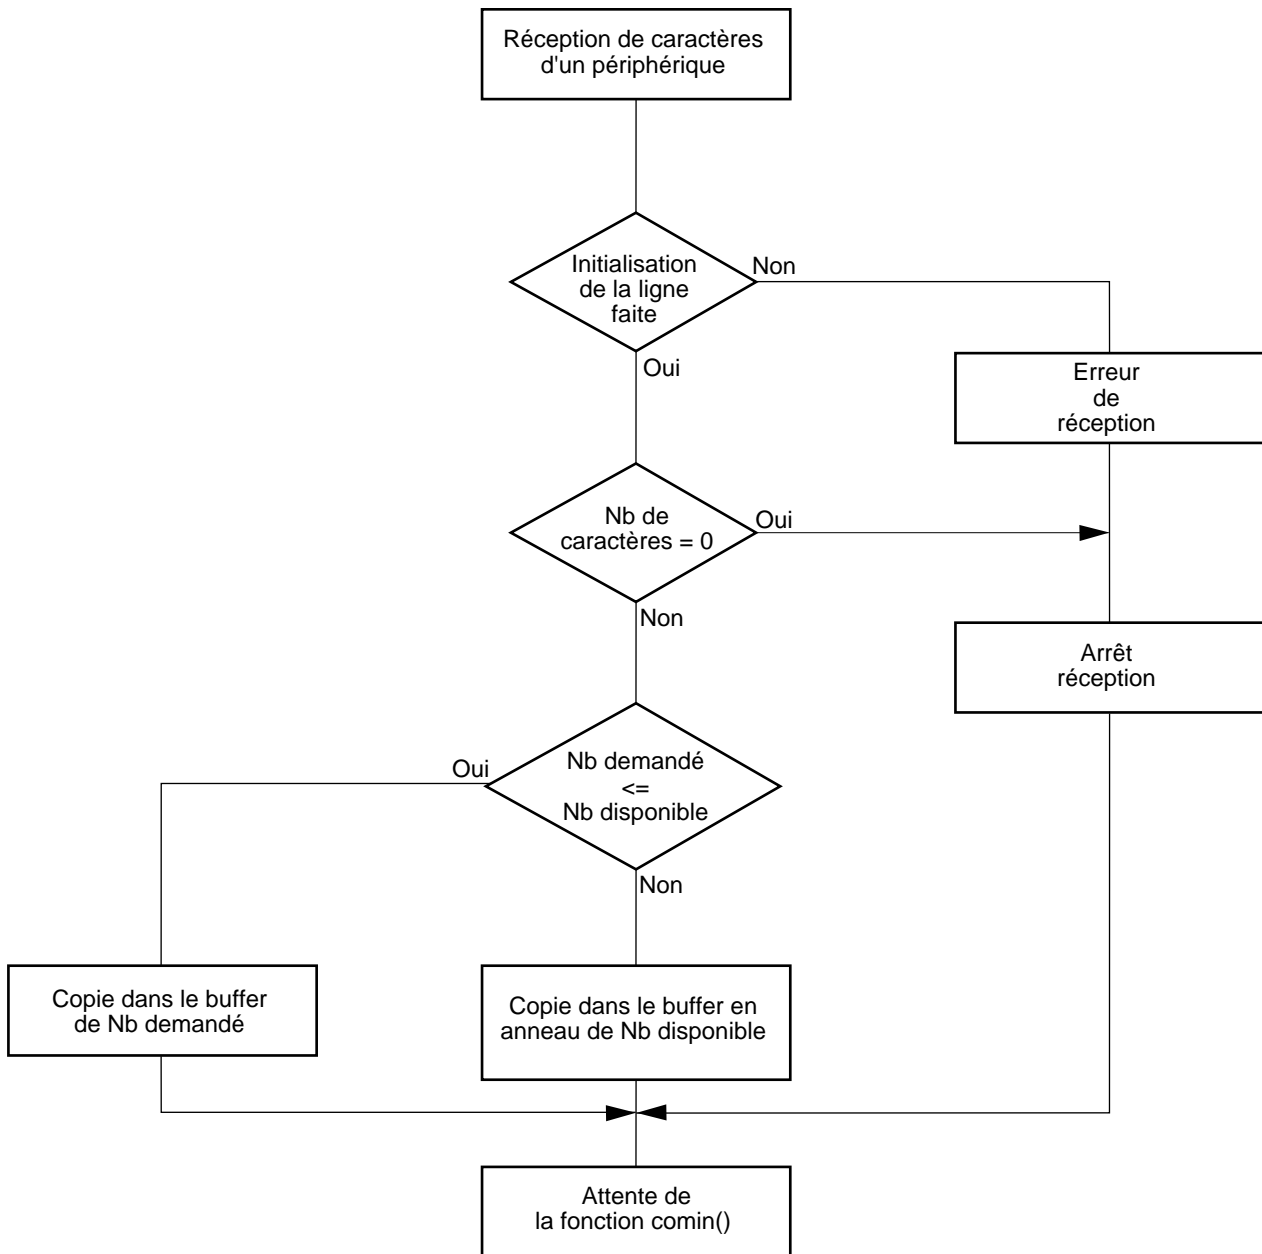 Réception de caractères
d'un périphérique
Initialisation
de la ligne
faite
Non
Oui
Erreur
de
réception
Nb de
caractères = 0
Oui
Non
Arrêt
réception
Nb demandé
<=
Nb disponible
Oui
Non
Copie dans le buffer
de Nb demandé
Copie dans le buffer en
anneau de Nb disponible
Attente de
la fonction comin()